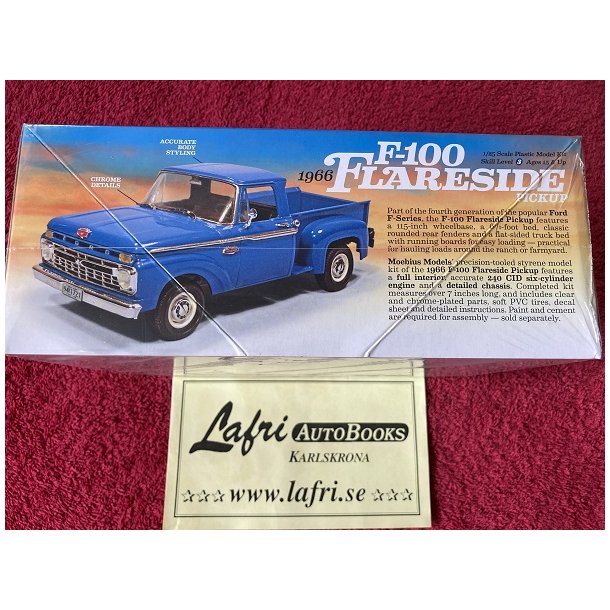 ACCURATE
BODY
STYLING
CHROME
DETAILS
1966
F-100
FLARESIDE
PICKUP
1/25 Scale Plastic Model Kit
Skill Level 3 Ages 15 & Up
Part of the fourth generation of the popular Ford
F-Series, the F-100 Flareside Pickup features
a 115-inch wheelbase, a 6½-foot bed, classic
rounded rear fenders and a flat-sided truck bed
with running boards for easy loading — practical
for hauling loads around the ranch or farmyard.
Moebius Models' precision-tooled styrene model
kit of the 1966 F-100 Flareside Pickup features
a full interior, accurate 240 CID six-cylinder
engine and a detailed chassis. Completed kit
measures over 7 inches long, and includes clear
and chrome-plated parts, soft PVC tires, decal
sheet and detailed instructions. Paint and cement
are required for assembly — sold separately.
Lafri AUTOBOOKS
KARLSKRONA
www.lafri.se